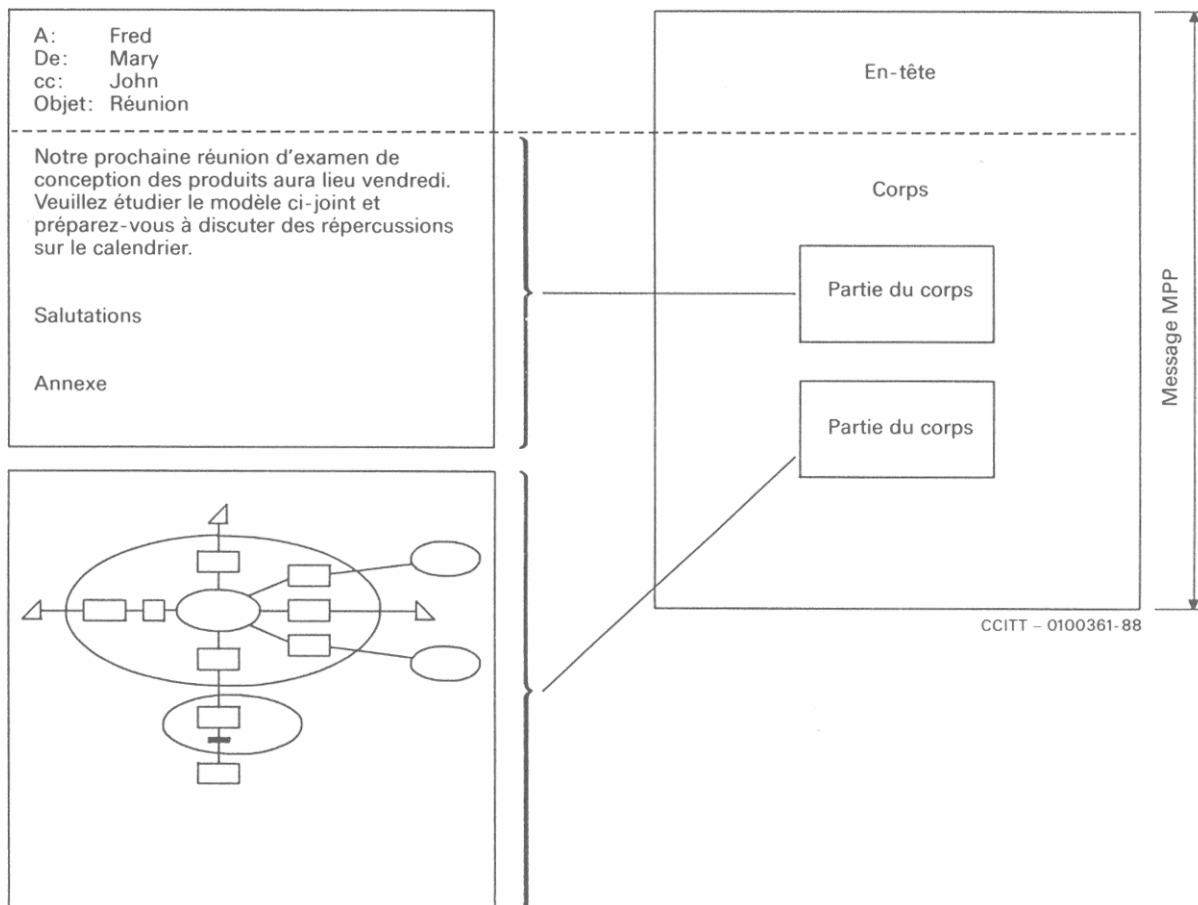 A: Fred
De: Mary
cc: John
Objet: Réunion
Notre prochaine réunion d'examen de
conception des produits aura lieu vendredi.
Veuillez étudier le modèle ci-joint et
préparez-vous à discuter des répercussions
sur le calendrier.
Salutations
Annexe
En-tête
Corps
Partie du corps
Partie du corps
Message MPP
CCITT – 0100361-88